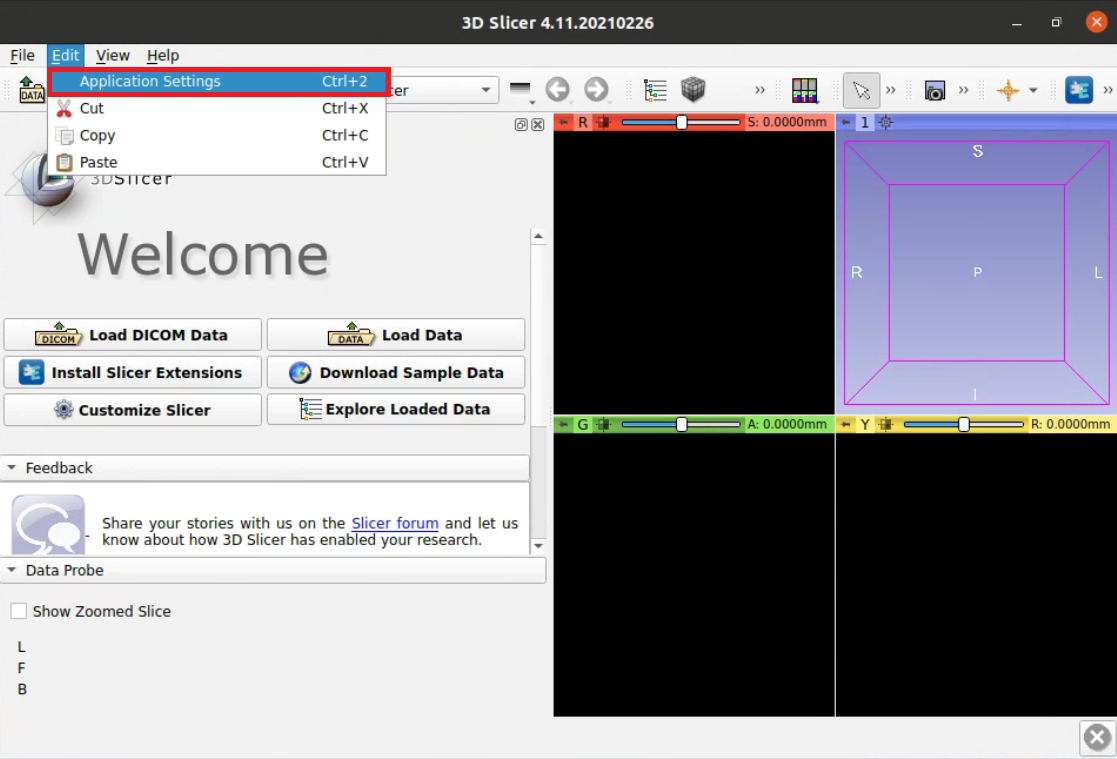 3D Slicer 4.11.20210226
File Edit View Help
DATA
Application Settings Ctrl+2
Cut Ctrl+X
Copy Ctrl+C
Paste Ctrl+V
3DSlicer
Welcome
DICOM Load DICOM Data
DATA Load Data
Install Slicer Extensions
Download Sample Data
Customize Slicer
Explore Loaded Data
Feedback
Share your stories with us on the Slicer forum and let us
know about how 3D Slicer has enabled your research.
Data Probe
Show Zoomed Slice
L
F
B
R S: 0.0000mm
1
S
R P L
I
G A: 0.0000mm
Y R: 0.0000mm